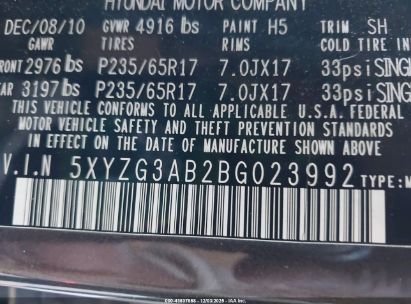 HYUNDAI MOTOR COMPANY
DEC/08/10 GVWR 4916 lbs PAINT H5 TRIM SH
GAWR TIRES RIMS COLD TIRE IN
FRONT 2976 lbs P235/65R17 7.0JX17 33psi SING
AR 3197 lbs P235/65R17 7.0JX17 33psi SING
THIS VEHICLE CONFORMS TO ALL APPLICABLE U.S.A. FEDERAL
MOTOR VEHICLE SAFETY AND THEFT PREVENTION STANDARDS
IN EFFECT ON THE DATE OF MANUFACTURE SHOWN ABOVE.
V.I.N 5XYZG3AB2BG023992 TYPE:M